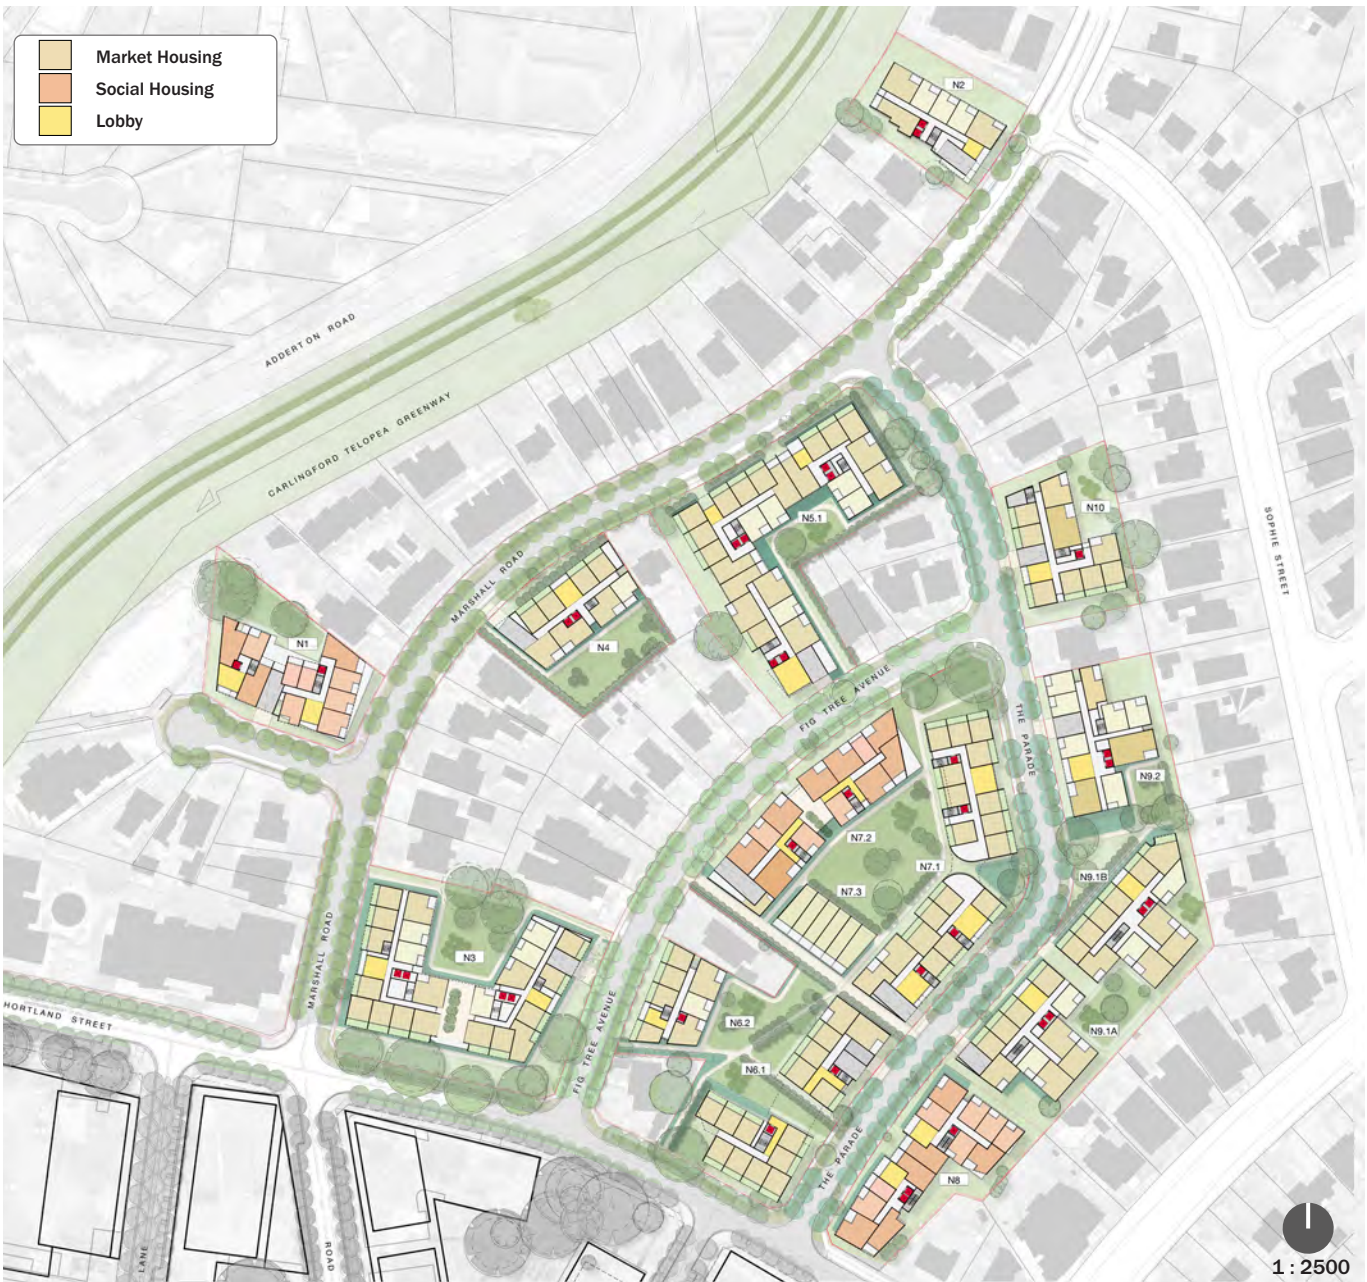 Market Housing
Social Housing
Lobby
N2
ADDERTON ROAD
CARLINGFORD TELOPEA GREENWAY
N5.1
N10
SOPHIE STREET
MARSHALL ROAD
N1
N4
FIG TREE AVENUE
THE PARADE
N9.2
N7.2
N7.1
N9.1B
N7.3
MARSHALL ROAD
N3
HORTLAND STREET
FIG TREE AVENUE
N6.2
N9.1A
N6.1
THE PARADE
N8
LANE
ROAD
1 : 2500